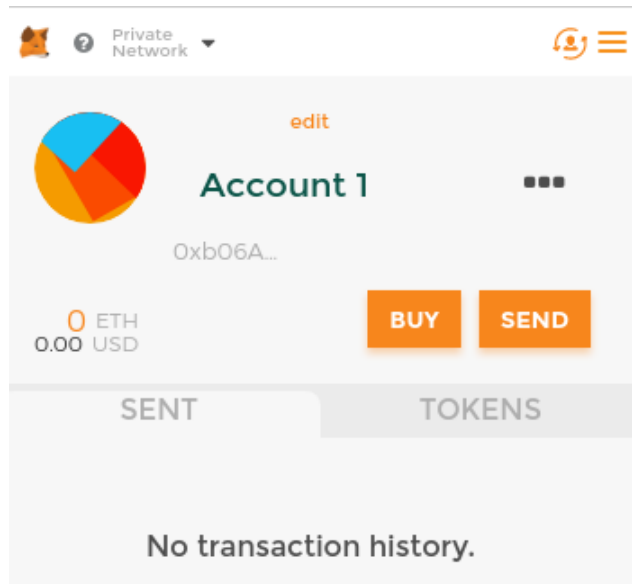 ?
Private
Network
edit
Account 1
0xb06A...
0 ETH
0.00 USD
BUY
SEND
SENT
TOKENS
No transaction history.